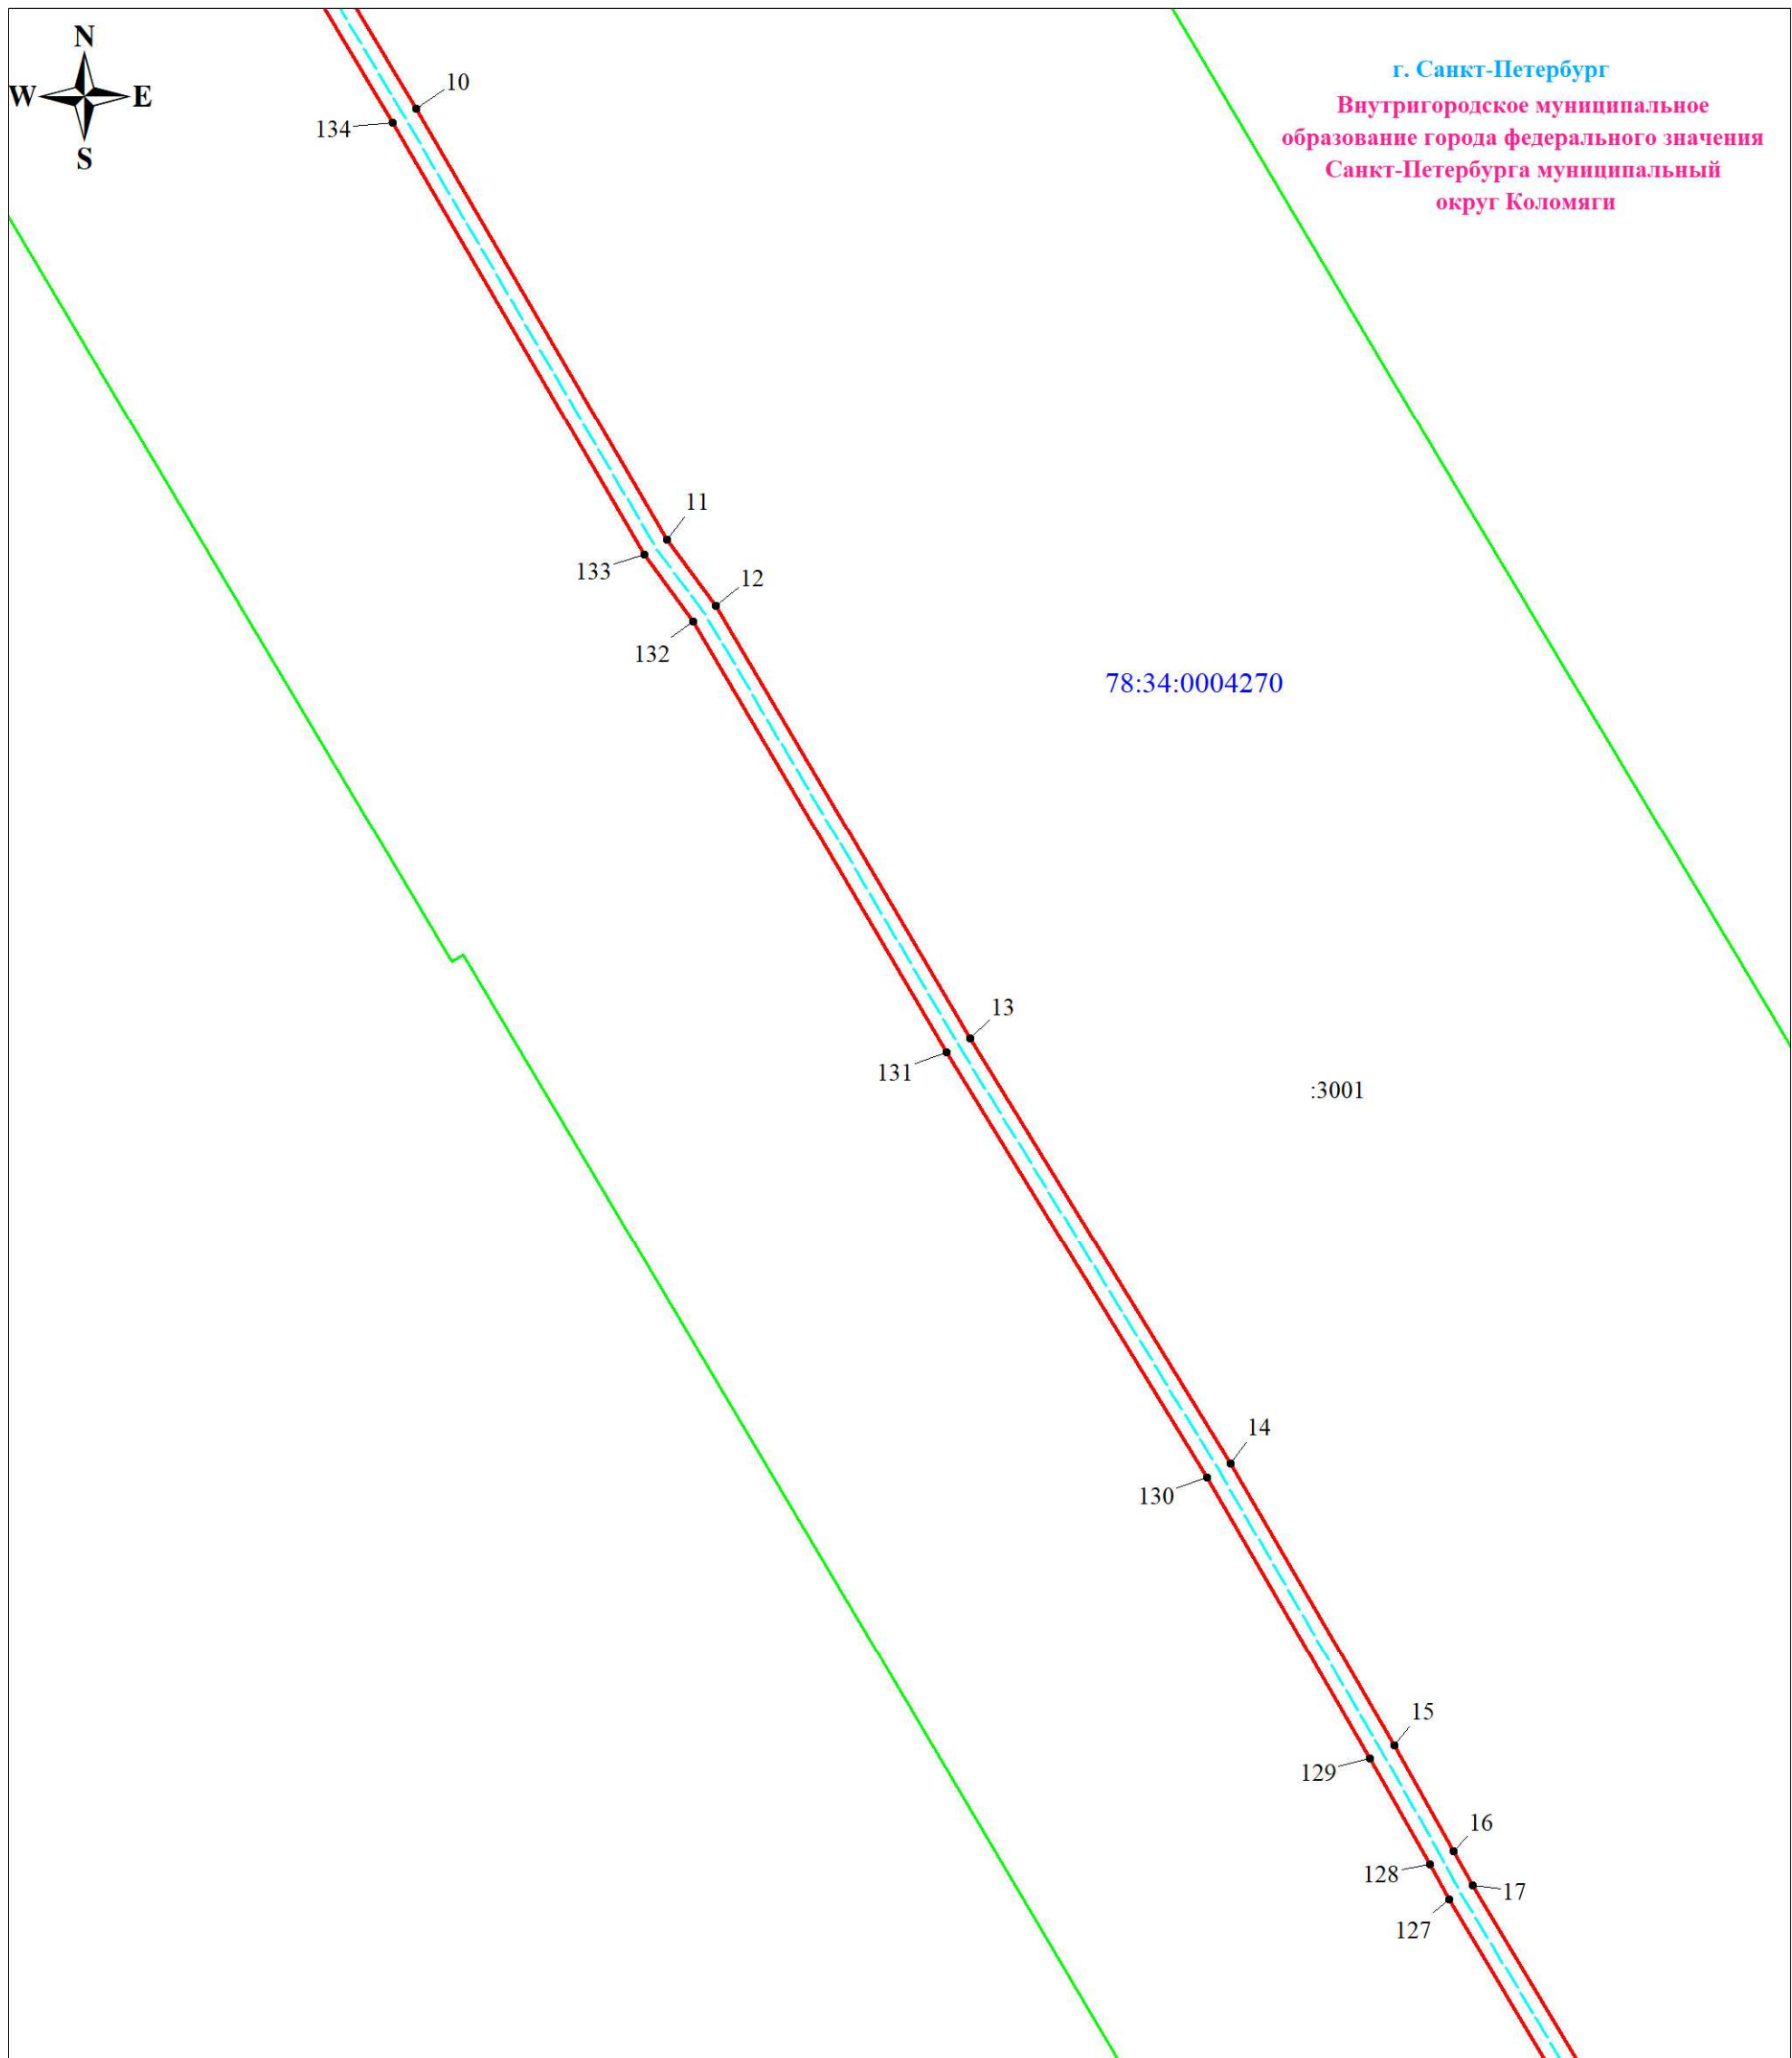 N
W
E
S
г. Санкт-Петербург
Внутригородское муниципальное
образование города федерального значения
Санкт-Петербурга муниципальный
округ Коломяги
10
134
11
133
12
132
78:34:0004270
13
131
:3001
14
130
15
129
16
128
17
127